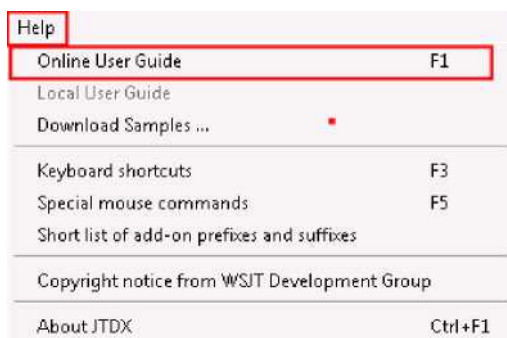 Help
Online User Guide F1
Local User Guide
Download Samples ...
Keyboard shortcuts F3
Special mouse commands F5
Short list of add-on prefixes and suffixes
Copyright notice from WSJT Development Group
About JTDX Ctrl+F1